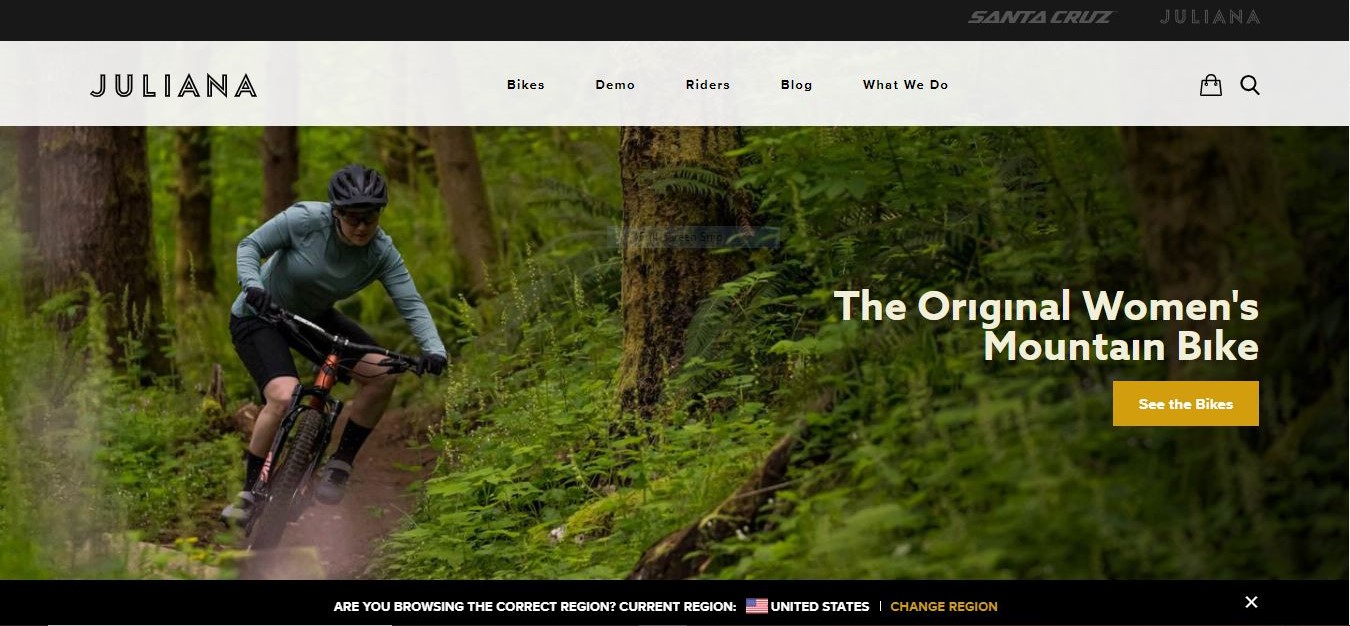 SANTA CRUZ JULIANA
JULIANA Bikes Demo Riders Blog What We Do
The Original Women's
Mountain Bike
See the Bikes
ARE YOU BROWSING THE CORRECT REGION? CURRENT REGION: UNITED STATES | CHANGE REGION